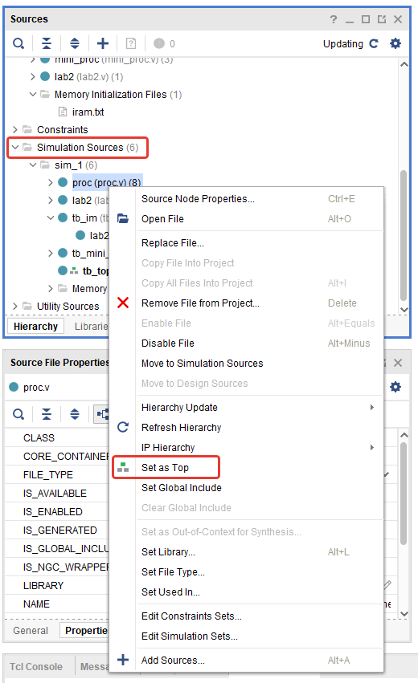 Sources
? _
0
Updating
mini_proc (mini_proc.v) (3)
lab2 (lab2.v) (1)
Memory Initialization Files (1)
iram.txt
Constraints
Simulation Sources (6)
sim_1 (6)
proc (proc.v) (8)
lab2 (lab2
tb_im (tb
lab2
tb_mini_
tb_top
Memory
Utility Sources
Hierarchy
Librarie
Source Node Properties...
Ctrl+E
Open File
Alt+O
Replace File...
Copy File Into Project
Copy All Files Into Project
Alt+I
Remove File from Project...
Delete
Enable File
Alt+Equals
Disable File
Alt+Minus
Move to Simulation Sources
Move to Design Sources
Hierarchy Update
Refresh Hierarchy
IP Hierarchy
Set as Top
Set Global Include
Clear Global Include
Set as Out-of-Context for Synthesis...
Set Library...
Alt+L
Set File Type...
Set Used In...
Edit Constraints Sets...
Edit Simulation Sets...
Add Sources...
Alt+A
Source File Properties
proc.v
CLASS
CORE_CONTAINER
FILE_TYPE
IS_AVAILABLE
IS_ENABLED
IS_GENERATED
IS_GLOBAL_INCLU
IS_NGC_WRAPPE
LIBRARY
NAME
General
Properties
Tcl Console
Messa